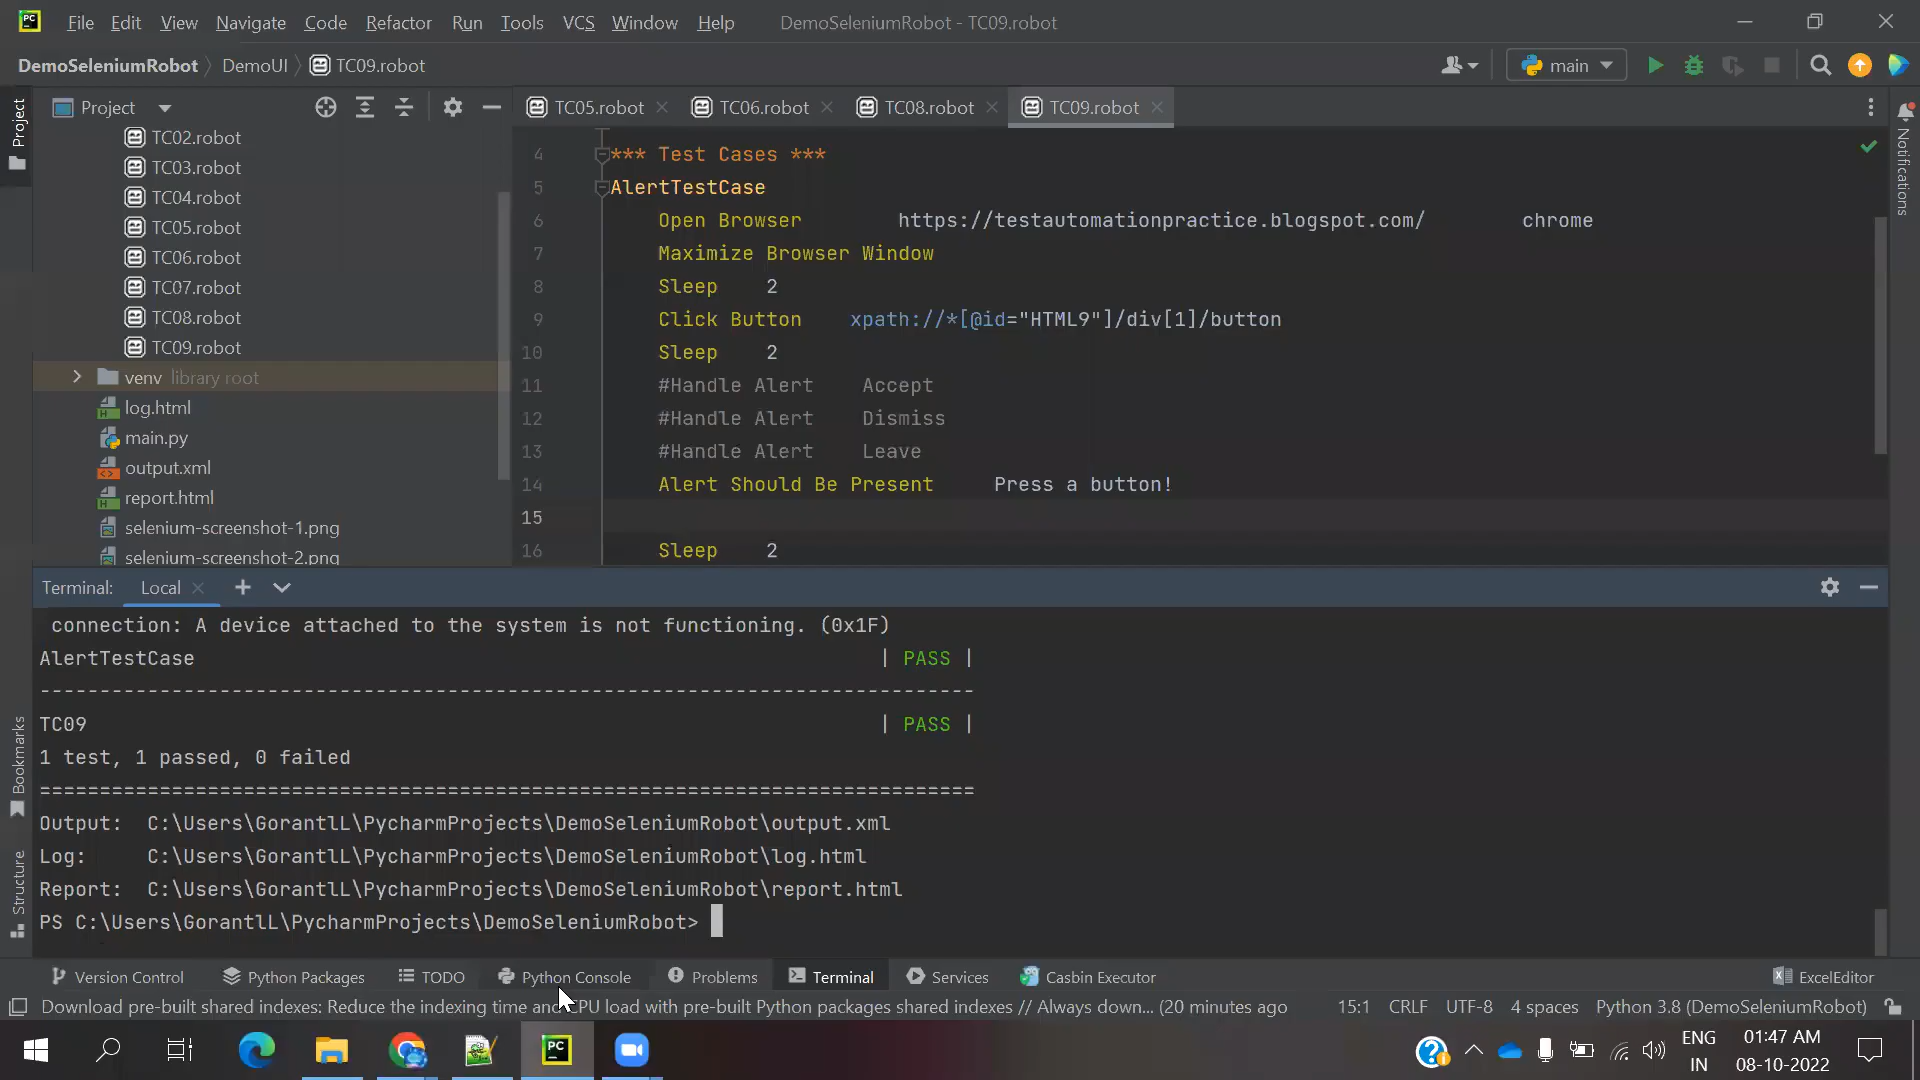 PC File Edit View Navigate Code Refactor Run Tools VCS Window Help DemoSeleniumRobot - TC09.robot
DemoSeleniumRobot DemoUI TC09.robot main
Project TC05.robot TC06.robot TC08.robot TC09.robot
Project
Notifications
TC02.robot
TC03.robot
TC04.robot
TC05.robot
TC06.robot
TC07.robot
TC08.robot
TC09.robot
venv library root
log.html
main.py
output.xml
report.html
selenium-screenshot-1.png
selenium-screenshot-2.png
4 *** Test Cases ***
5 AlertTestCase
6 Open Browser https://testautomationpractice.blogspot.com/ chrome
7 Maximize Browser Window
8 Sleep 2
9 Click Button xpath://*[@id="HTML9"]/div[1]/button
10 Sleep 2
11 #Handle Alert Accept
12 #Handle Alert Dismiss
13 #Handle Alert Leave
14 Alert Should Be Present Press a button!
15
16 Sleep 2
Terminal: Local
connection: A device attached to the system is not functioning. (0x1F)
AlertTestCase | PASS |
------------------------------------------------------------------------------
TC09 | PASS |
1 test, 1 passed, 0 failed
==============================================================================
Output: C:\Users\GorantlL\PycharmProjects\DemoSeleniumRobot\output.xml
Log: C:\Users\GorantlL\PycharmProjects\DemoSeleniumRobot\log.html
Report: C:\Users\GorantlL\PycharmProjects\DemoSeleniumRobot\report.html
PS C:\Users\GorantlL\PycharmProjects\DemoSeleniumRobot>
Bookmarks
Structure
Version Control Python Packages TODO Python Console Problems Terminal Services Casbin Executor ExcelEditor
Download pre-built shared indexes: Reduce the indexing time and CPU load with pre-built Python packages shared indexes // Always down... (20 minutes ago 15:1 CRLF UTF-8 4 spaces Python 3.8 (DemoSeleniumRobot)
PC ENG 01:47 AM
IN 08-10-2022